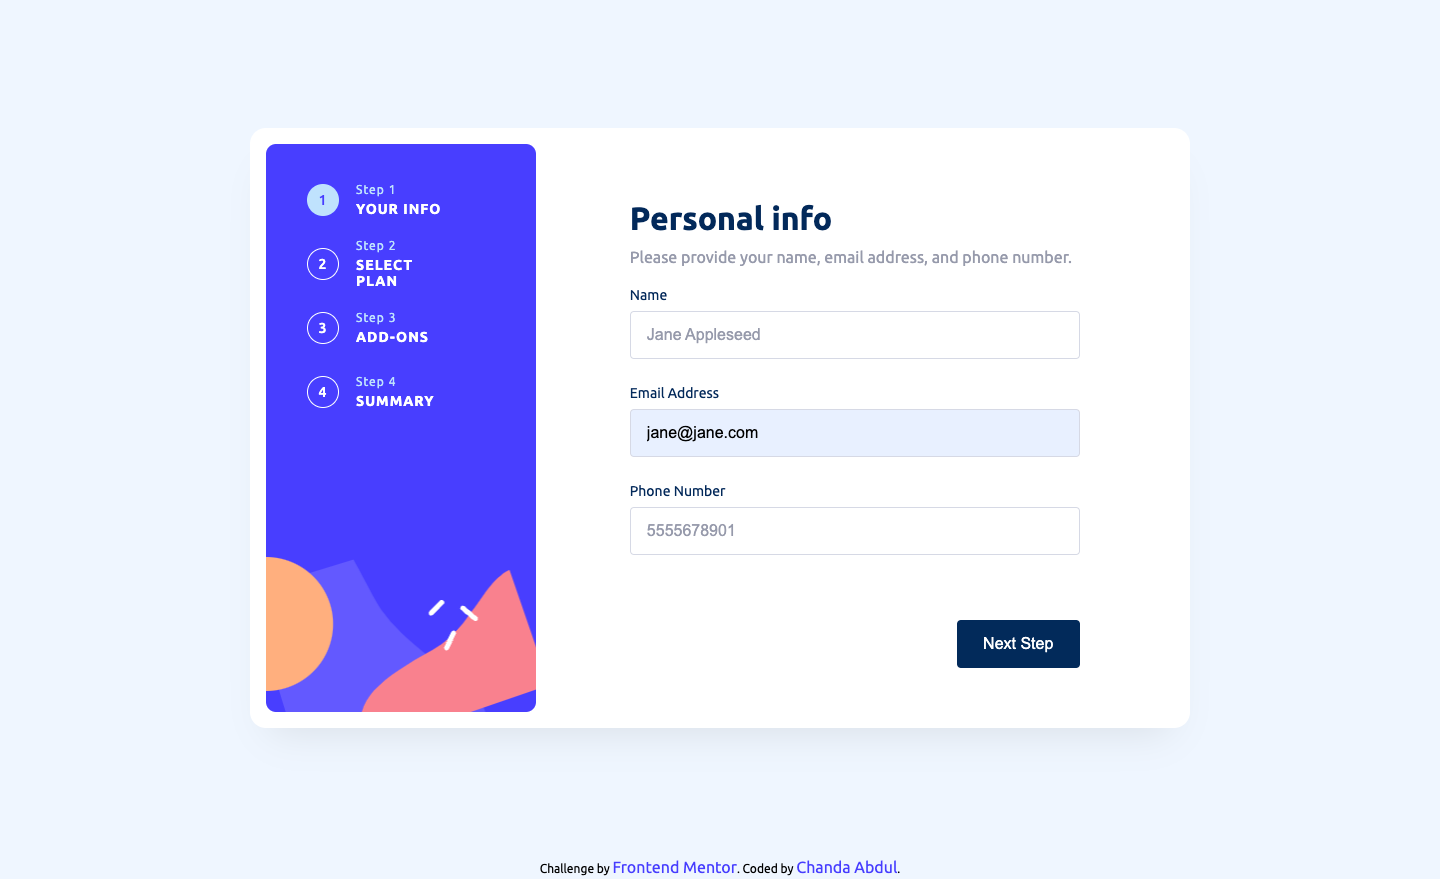 1
Step 1
YOUR INFO
2
Step 2
SELECT
PLAN
3
Step 3
ADD-ONS
4
Step 4
SUMMARY
Personal info
Please provide your name, email address, and phone number.
Name
Jane Appleseed
Email Address
jane@jane.com
Phone Number
5555678901
Next Step
Challenge by Frontend Mentor. Coded by Chanda Abdul.